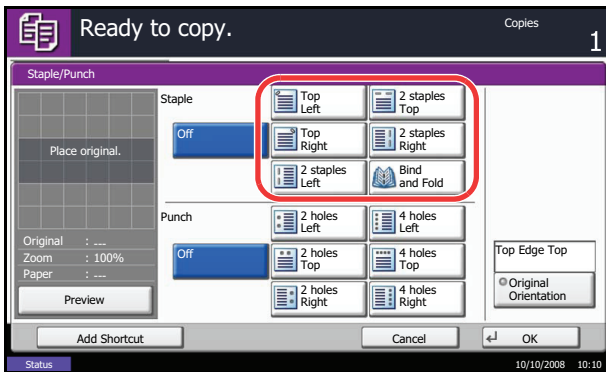 Ready to copy.
Copies
1
Staple/Punch
Place original.
Original : ---
Zoom : 100%
Paper : ---
Preview
Staple
Off
Top
Left
2 staples
Top
Top
Right
2 staples
Right
2 staples
Left
Bind
and Fold
Punch
Off
2 holes
Left
4 holes
Left
2 holes
Top
4 holes
Top
2 holes
Right
4 holes
Right
Top Edge Top
Original
Orientation
Add Shortcut
Cancel
OK
Status
10/10/2008 10:10